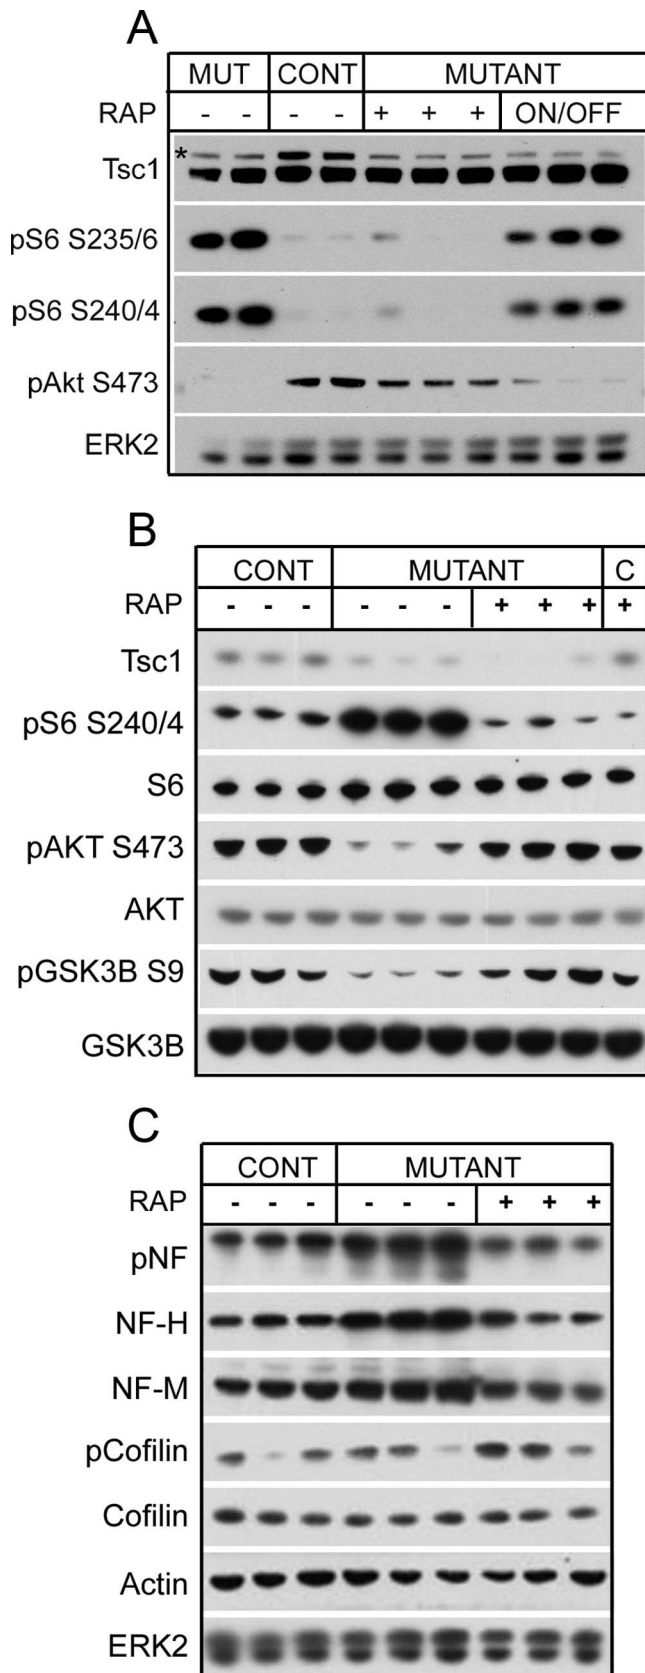 A
MUT CONT MUTANT
RAP - - - - + + + ON/OFF
*
Tsc1
pS6 S235/6
pS6 S240/4
pAkt S473
ERK2
B
CONT MUTANT C
RAP - - - - - - + + + +
Tsc1
pS6 S240/4
S6
pAKT S473
AKT
pGSK3B S9
GSK3B
C
CONT MUTANT
RAP - - - - - - + + +
pNF
NF-H
NF-M
pCofilin
Cofilin
Actin
ERK2